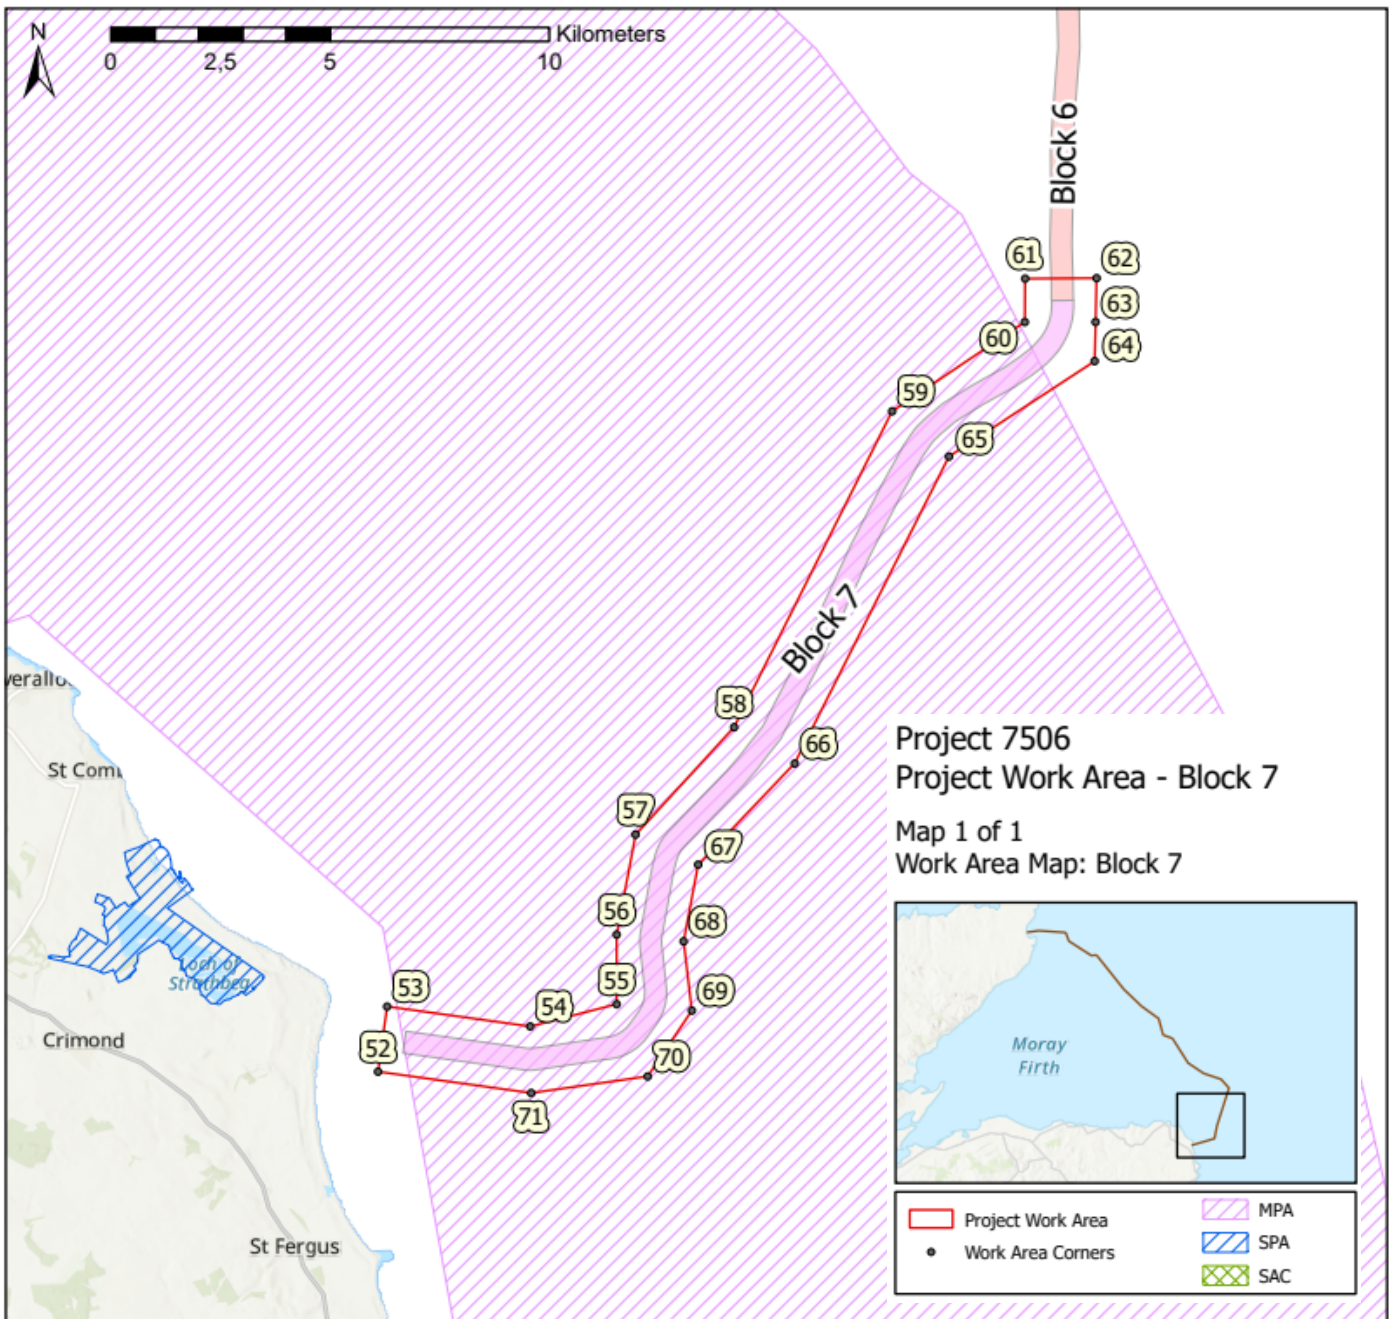 N
Kilometers
0 2,5 5 10
Block 6
61 62
63
60
64
59
65
Block 7
58
66
57
67
56
68
55
69
53
54
52
70
71
St Comb
Loch of
Strathbeg
Crimond
St Fergus
Project 7506
Project Work Area - Block 7
Map 1 of 1
Work Area Map: Block 7
Moray
Firth
Project Work Area
Work Area Corners
MPA
SPA
SAC